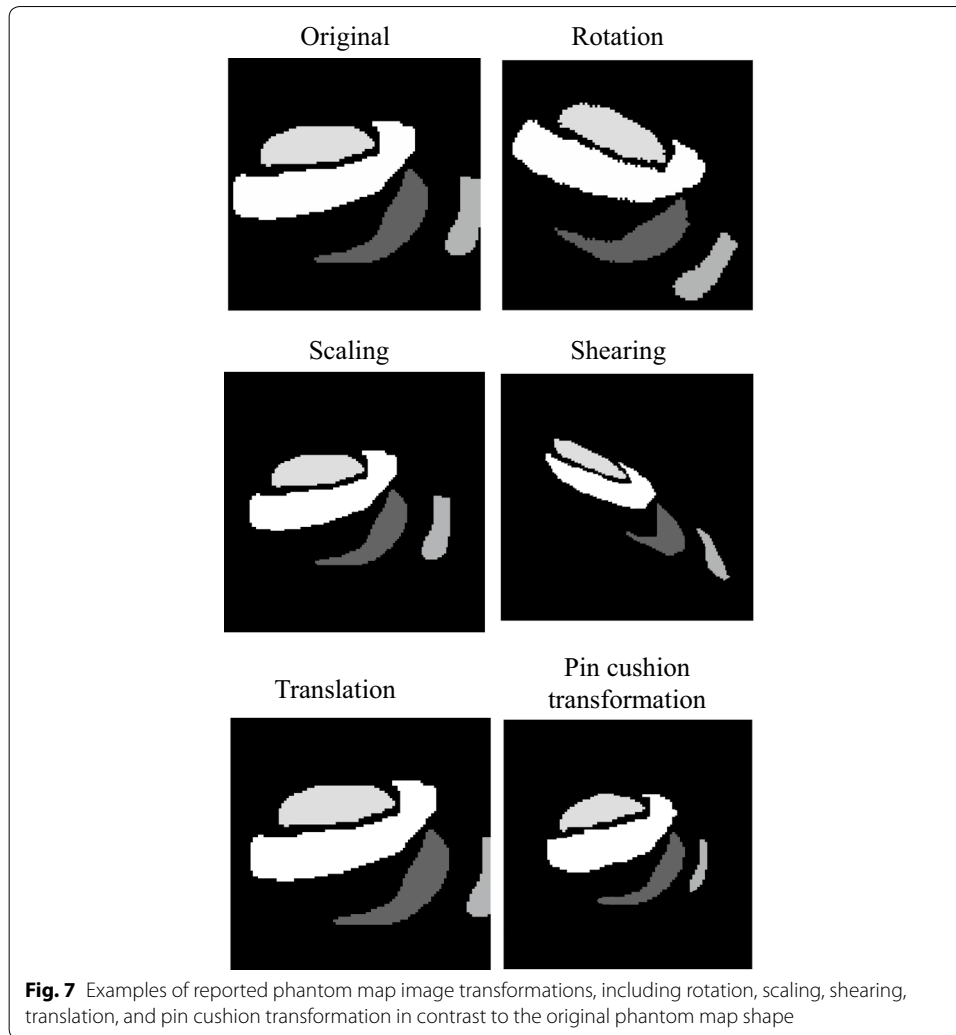 Original
Rotation
Scaling
Shearing
Translation
Pin cushion
transformation
Fig. 7 Examples of reported phantom map image transformations, including rotation, scaling, shearing,
translation, and pin cushion transformation in contrast to the original phantom map shape